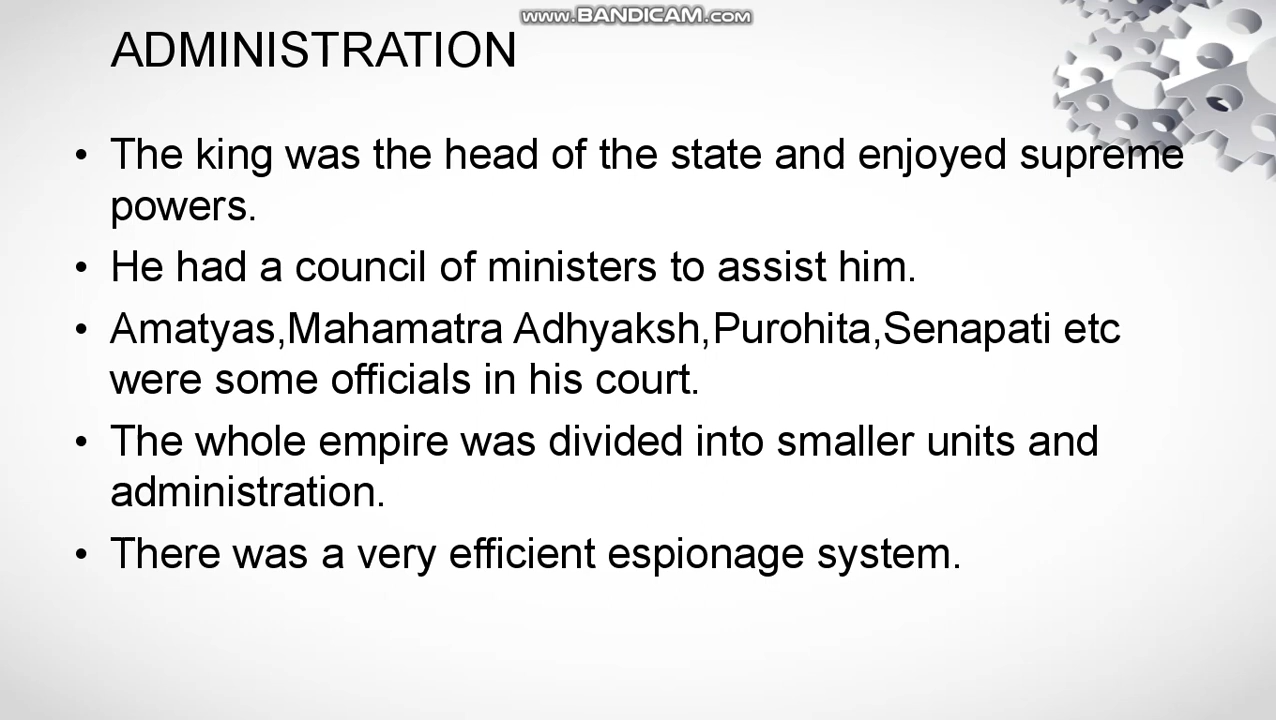 www.BANDICAM.com
ADMINISTRATION
• The king was the head of the state and enjoyed supreme
powers.
• He had a council of ministers to assist him.
• Amatyas,Mahamatra Adhyaksh,Purohita,Senapati etc
were some officials in his court.
• The whole empire was divided into smaller units and
administration.
• There was a very efficient espionage system.